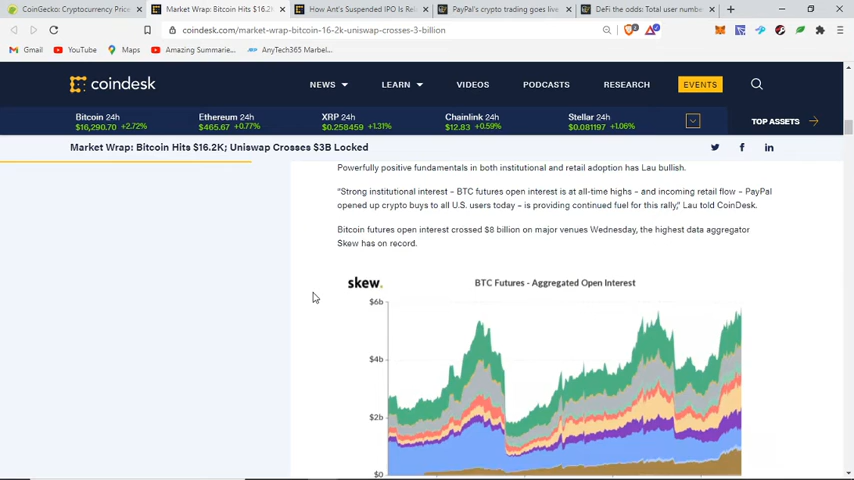 CoinGecko: Cryptocurrency Price
Market Wrap: Bitcoin Hits $16.2K
How Ant's Suspended IPO Is Rela
PayPal's crypto trading goes live
DeFi the odds: Total user numbe
coindesk.com/market-wrap-bitcoin-16-2k-uniswap-crosses-3-billion
Gmail
YouTube
Maps
Amazing Summarie...
AnyTech365 Marbel...
coindesk
NEWS
LEARN
VIDEOS
PODCASTS
RESEARCH
EVENTS
Bitcoin 24h
$16,290.70 +2.72%
Ethereum 24h
$465.67 +0.77%
XRP 24h
$0.258459 +1.31%
Chainlink 24h
$12.83 +0.59%
Stellar 24h
$0.081197 +1.06%
TOP ASSETS
Market Wrap: Bitcoin Hits $16.2K; Uniswap Crosses $3B Locked
Powerfully positive fundamentals in both institutional and retail adoption has Lau bullish.
“Strong institutional interest – BTC futures open interest is at all-time highs – and incoming retail flow – PayPal
opened up crypto buys to all U.S. users today – is providing continued fuel for this rally,” Lau told CoinDesk.
Bitcoin futures open interest crossed $8 billion on major venues Wednesday, the highest data aggregator
Skew has on record.
skew.
BTC Futures - Aggregated Open Interest
$6b
$4b
$2b
$0